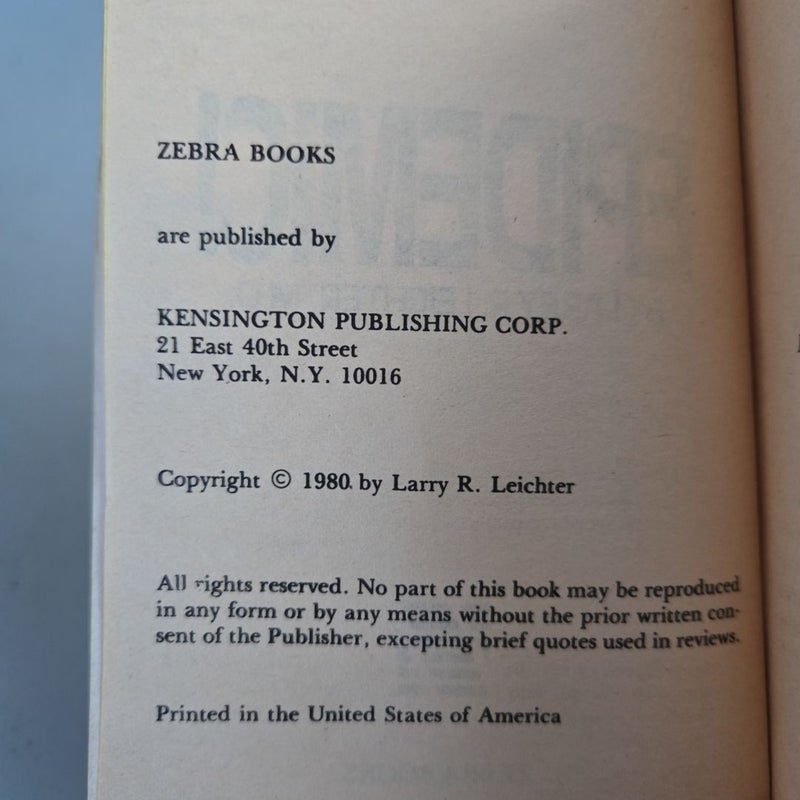 ZEBRA BOOKS
are published by
KENSINGTON PUBLISHING CORP.
21 East 40th Street
New York, N.Y. 10016
Copyright © 1980 by Larry R. Leichter
All rights reserved. No part of this book may be reproduced
in any form or by any means without the prior written con-
sent of the Publisher, excepting brief quotes used in reviews.
Printed in the United States of America